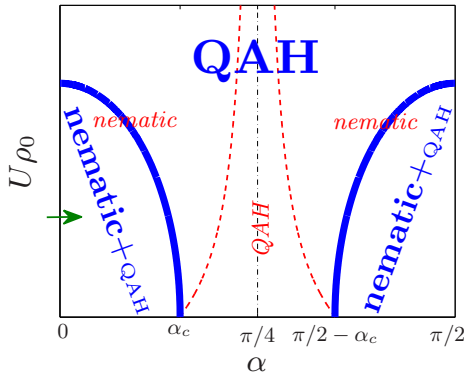 QAH
nematic
nematic
nematic+QAH
QAH
nematic+QAH
Uρ₀
0
α_c
π/4
π/2 − α_c
π/2
α